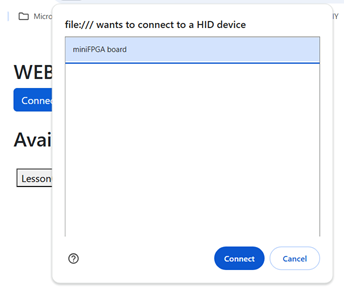 Micro
file:/// wants to connect to a HID device
miniFPGA board
WEB
Connec
Avai
Lesson
Connect
Cancel